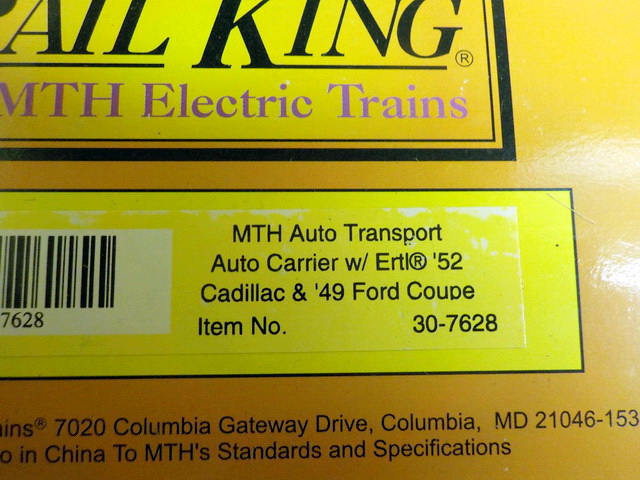 AIL KING®
MTH Electric Trains
MTH Auto Transport
Auto Carrier w/ Ertl® '52
Cadillac & '49 Ford Coupe
7628
Item No. 30-7628
ains® 7020 Columbia Gateway Drive, Columbia, MD 21046-153
o in China To MTH's Standards and Specifications